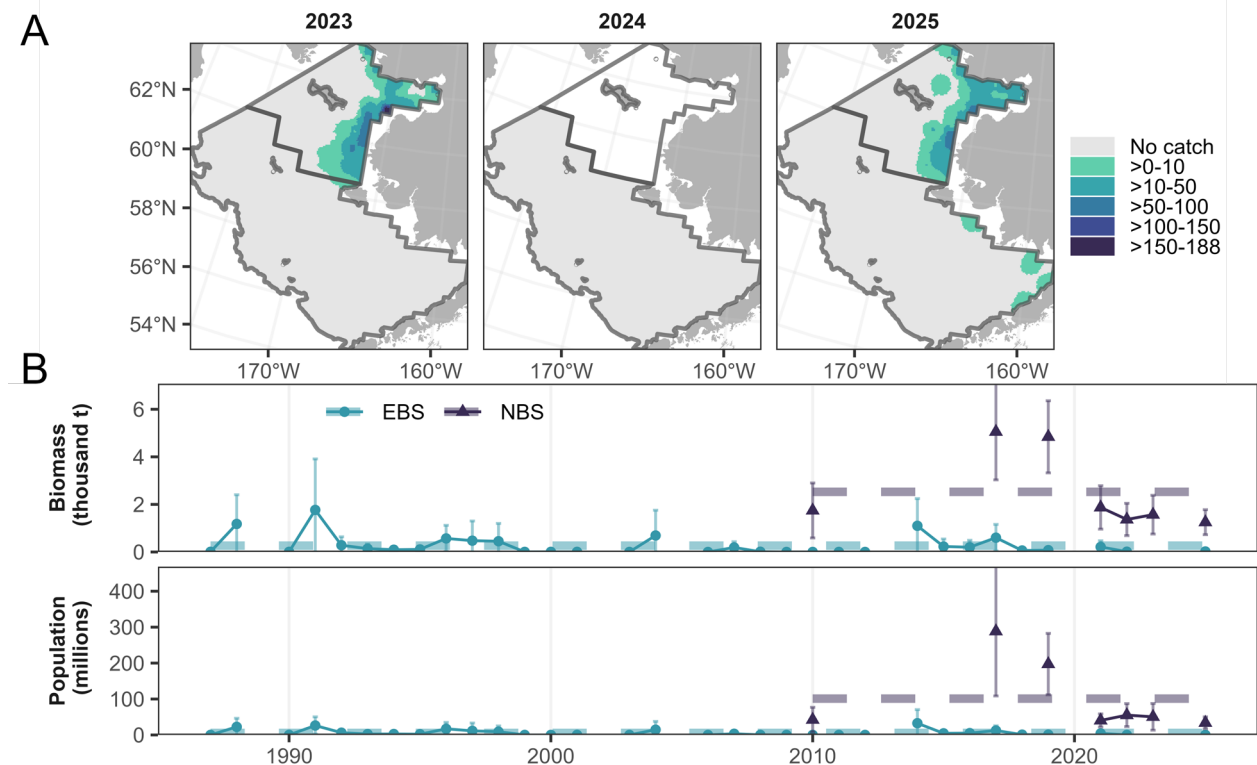 A
2023 2024 2025
62°N
60°N
58°N
56°N
54°N
170°W 160°W 170°W 160°W 170°W 160°W
No catch
>0-10
>10-50
>50-100
>100-150
>150-188
B
Biomass
(thousand t)
6
4
2
0
EBS NBS
Population
(millions)
400
300
200
100
0
1990 2000 2010 2020